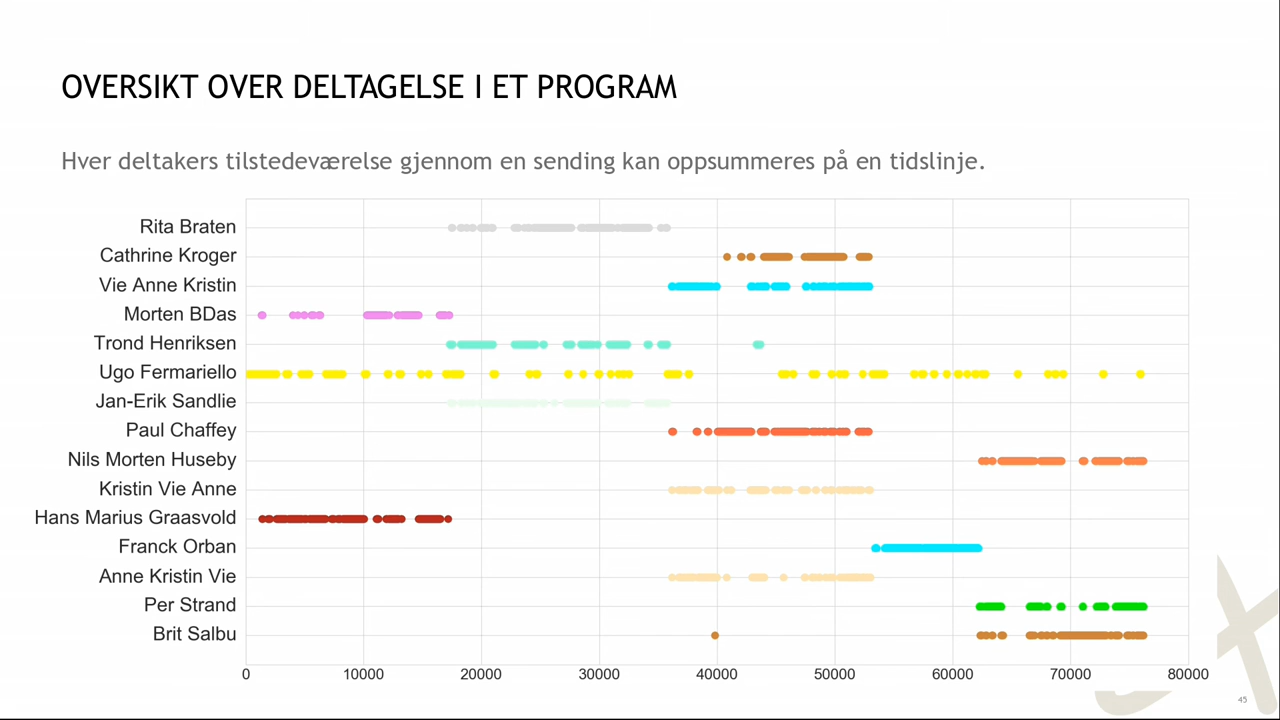 OVERSIKT OVER DELTAGELSE I ET PROGRAM
Hver deltakers tilstedeværelse gjennom en sending kan oppsummeres på en tidslinje.
Rita Braten
Cathrine Kroger
Vie Anne Kristin
Morten BDas
Trond Henriksen
Ugo Fermariello
Jan-Erik Sandlie
Paul Chaffey
Nils Morten Huseby
Kristin Vie Anne
Hans Marius Graasvold
Franck Orban
Anne Kristin Vie
Per Strand
Brit Salbu
0 10000 20000 30000 40000 50000 60000 70000 80000
45